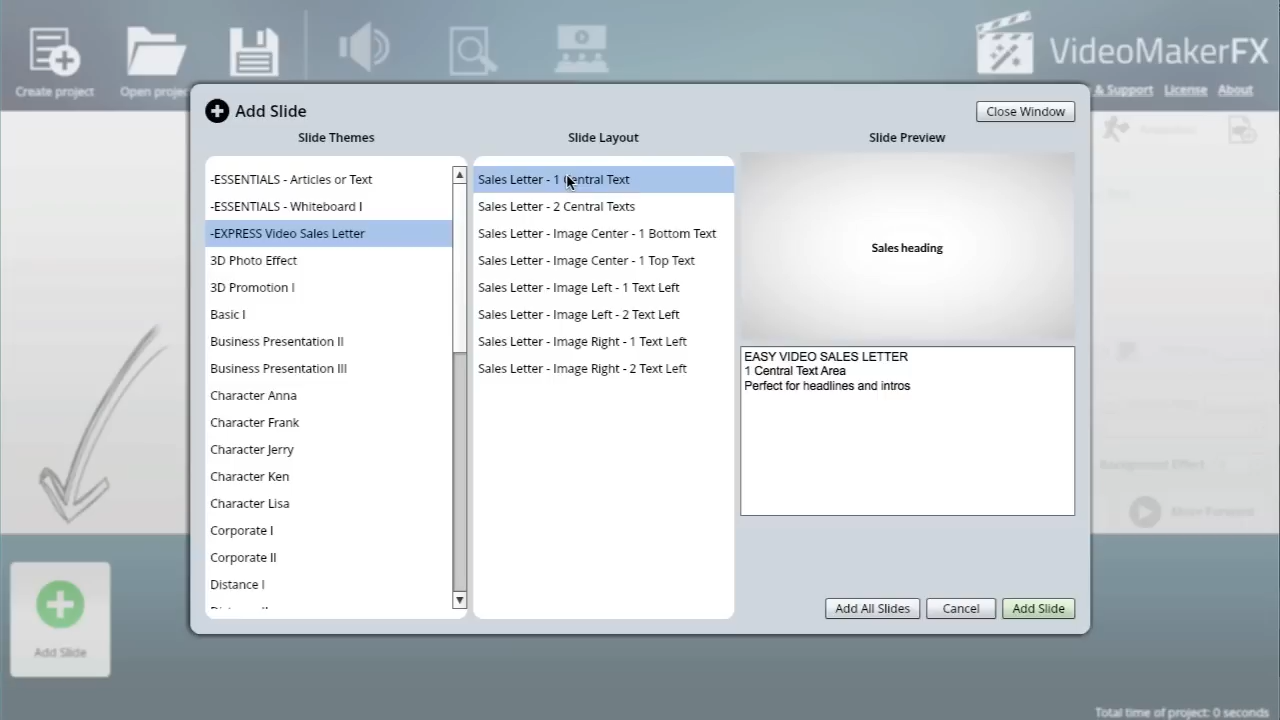 Create project
Open projec
VideoMakerFX
& Support License About
Add Slide
Close Window
Slide Themes
Slide Layout
Slide Preview
-ESSENTIALS - Articles or Text
-ESSENTIALS - Whiteboard I
-EXPRESS Video Sales Letter
3D Photo Effect
3D Promotion I
Basic I
Business Presentation II
Business Presentation III
Character Anna
Character Frank
Character Jerry
Character Ken
Character Lisa
Corporate I
Corporate II
Distance I
Sales Letter - 1 Central Text
Sales Letter - 2 Central Texts
Sales Letter - Image Center - 1 Bottom Text
Sales Letter - Image Center - 1 Top Text
Sales Letter - Image Left - 1 Text Left
Sales Letter - Image Left - 2 Text Left
Sales Letter - Image Right - 1 Text Left
Sales Letter - Image Right - 2 Text Left
Sales heading
EASY VIDEO SALES LETTER
1 Central Text Area
Perfect for headlines and intros
Background Effect
Move Forward
Add All Slides
Cancel
Add Slide
Add Slide
Total time of project: 0 seconds